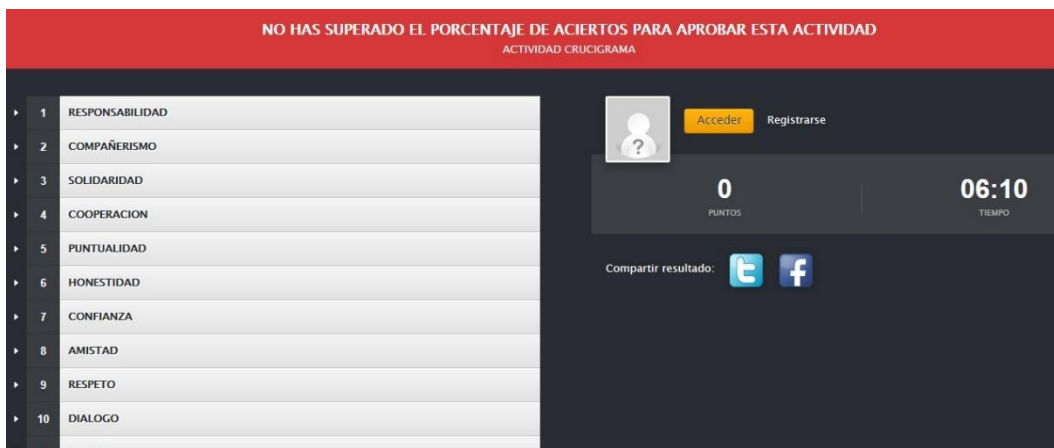 NO HAS SUPERADO EL PORCENTAJE DE ACIERTOS PARA APROBAR ESTA ACTIVIDAD
ACTIVIDAD CRUCIGRAMA
1 RESPONSABILIDAD
2 COMPAÑERISMO
3 SOLIDARIDAD
4 COOPERACION
5 PUNTUALIDAD
6 HONESTIDAD
7 CONFIANZA
8 AMISTAD
9 RESPETO
10 DIALOGO
?
Acceder Registrarse
0 06:10
PUNTOS TIEMPO
Compartir resultado: